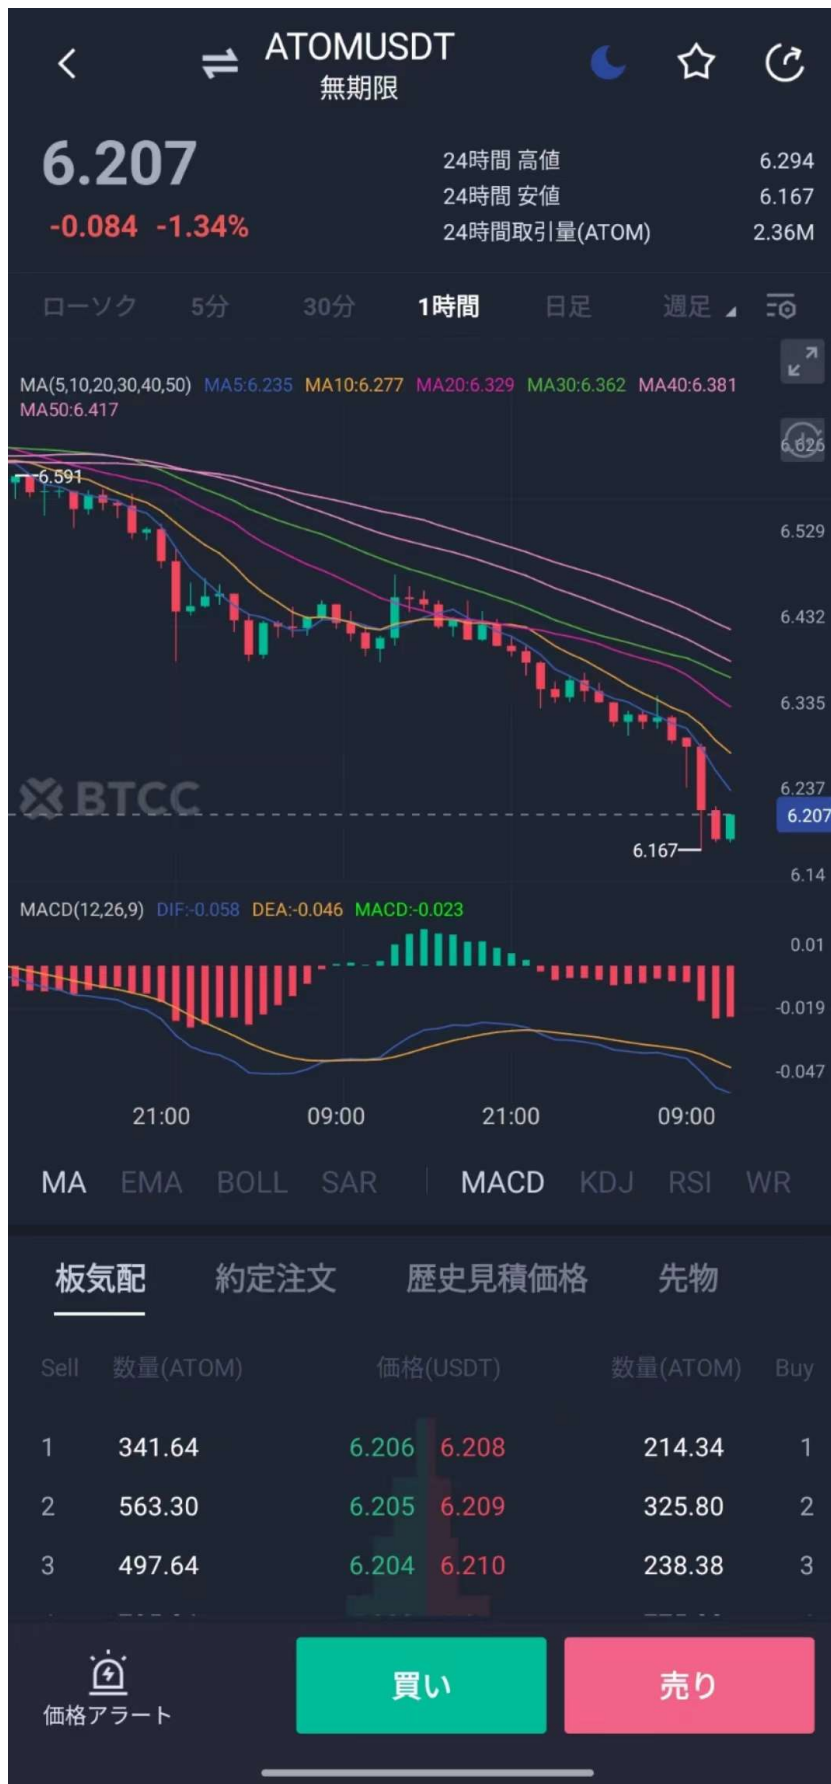 ATOMUSDT
無期限
6.207
-0.084 -1.34%
24時間 高値 6.294
24時間 安値 6.167
24時間取引量(ATOM) 2.36M
ローソク 5分 30分 1時間 日足 週足
MA(5,10,20,30,40,50) MA5:6.235 MA10:6.277 MA20:6.329 MA30:6.362 MA40:6.381
MA50:6.417
6.626
6.591
6.529
6.432
6.335
6.237
BTCC
6.207
6.167
6.14
MACD(12,26,9) DIF:-0.058 DEA:-0.046 MACD:-0.023
0.01
-0.019
-0.047
21:00 09:00 21:00 09:00
MA EMA BOLL SAR MACD KDJ RSI WR
板気配 約定注文 歴史見積価格 先物
Sell 数量(ATOM) 価格(USDT) 数量(ATOM) Buy
1 341.64 6.206 6.208 214.34 1
2 563.30 6.205 6.209 325.80 2
3 497.64 6.204 6.210 238.38 3
価格アラート 買い 売り